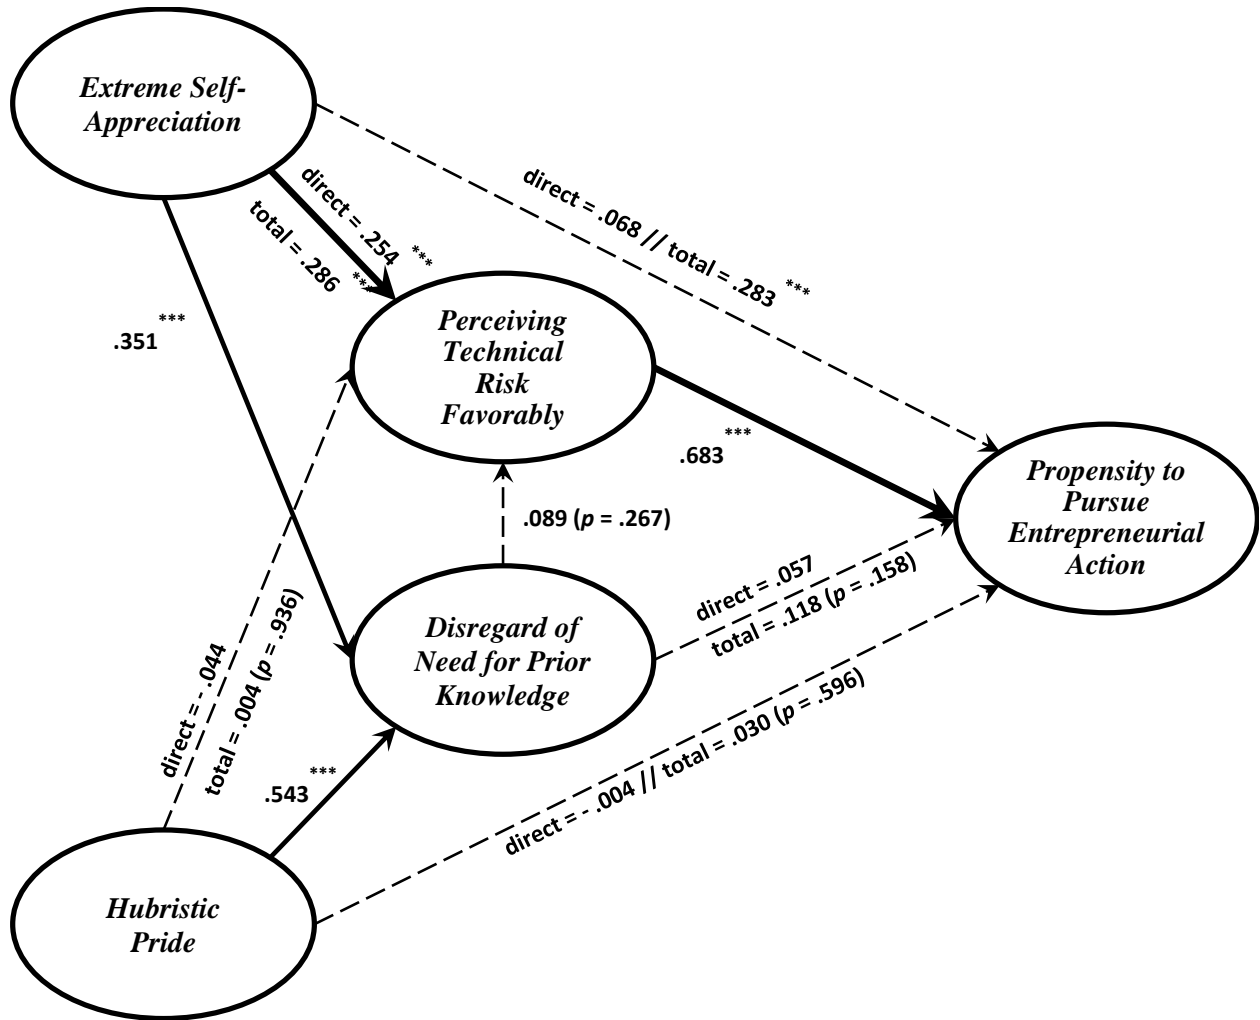 Extreme Self-
Appreciation
direct = .254 ***
total = .286 ***
direct = .068 // total = .283 ***
.351***
Perceiving
Technical
Risk
Favorably
.683***
Propensity to
Pursue
Entrepreneurial
Action
.089 (p = .267)
direct = .057
total = .118 (p = .158)
Disregard of
Need for Prior
Knowledge
direct = - .044
total = .004 (p = .936)
.543***
direct = - .004 // total = .030 (p = .596)
Hubristic
Pride